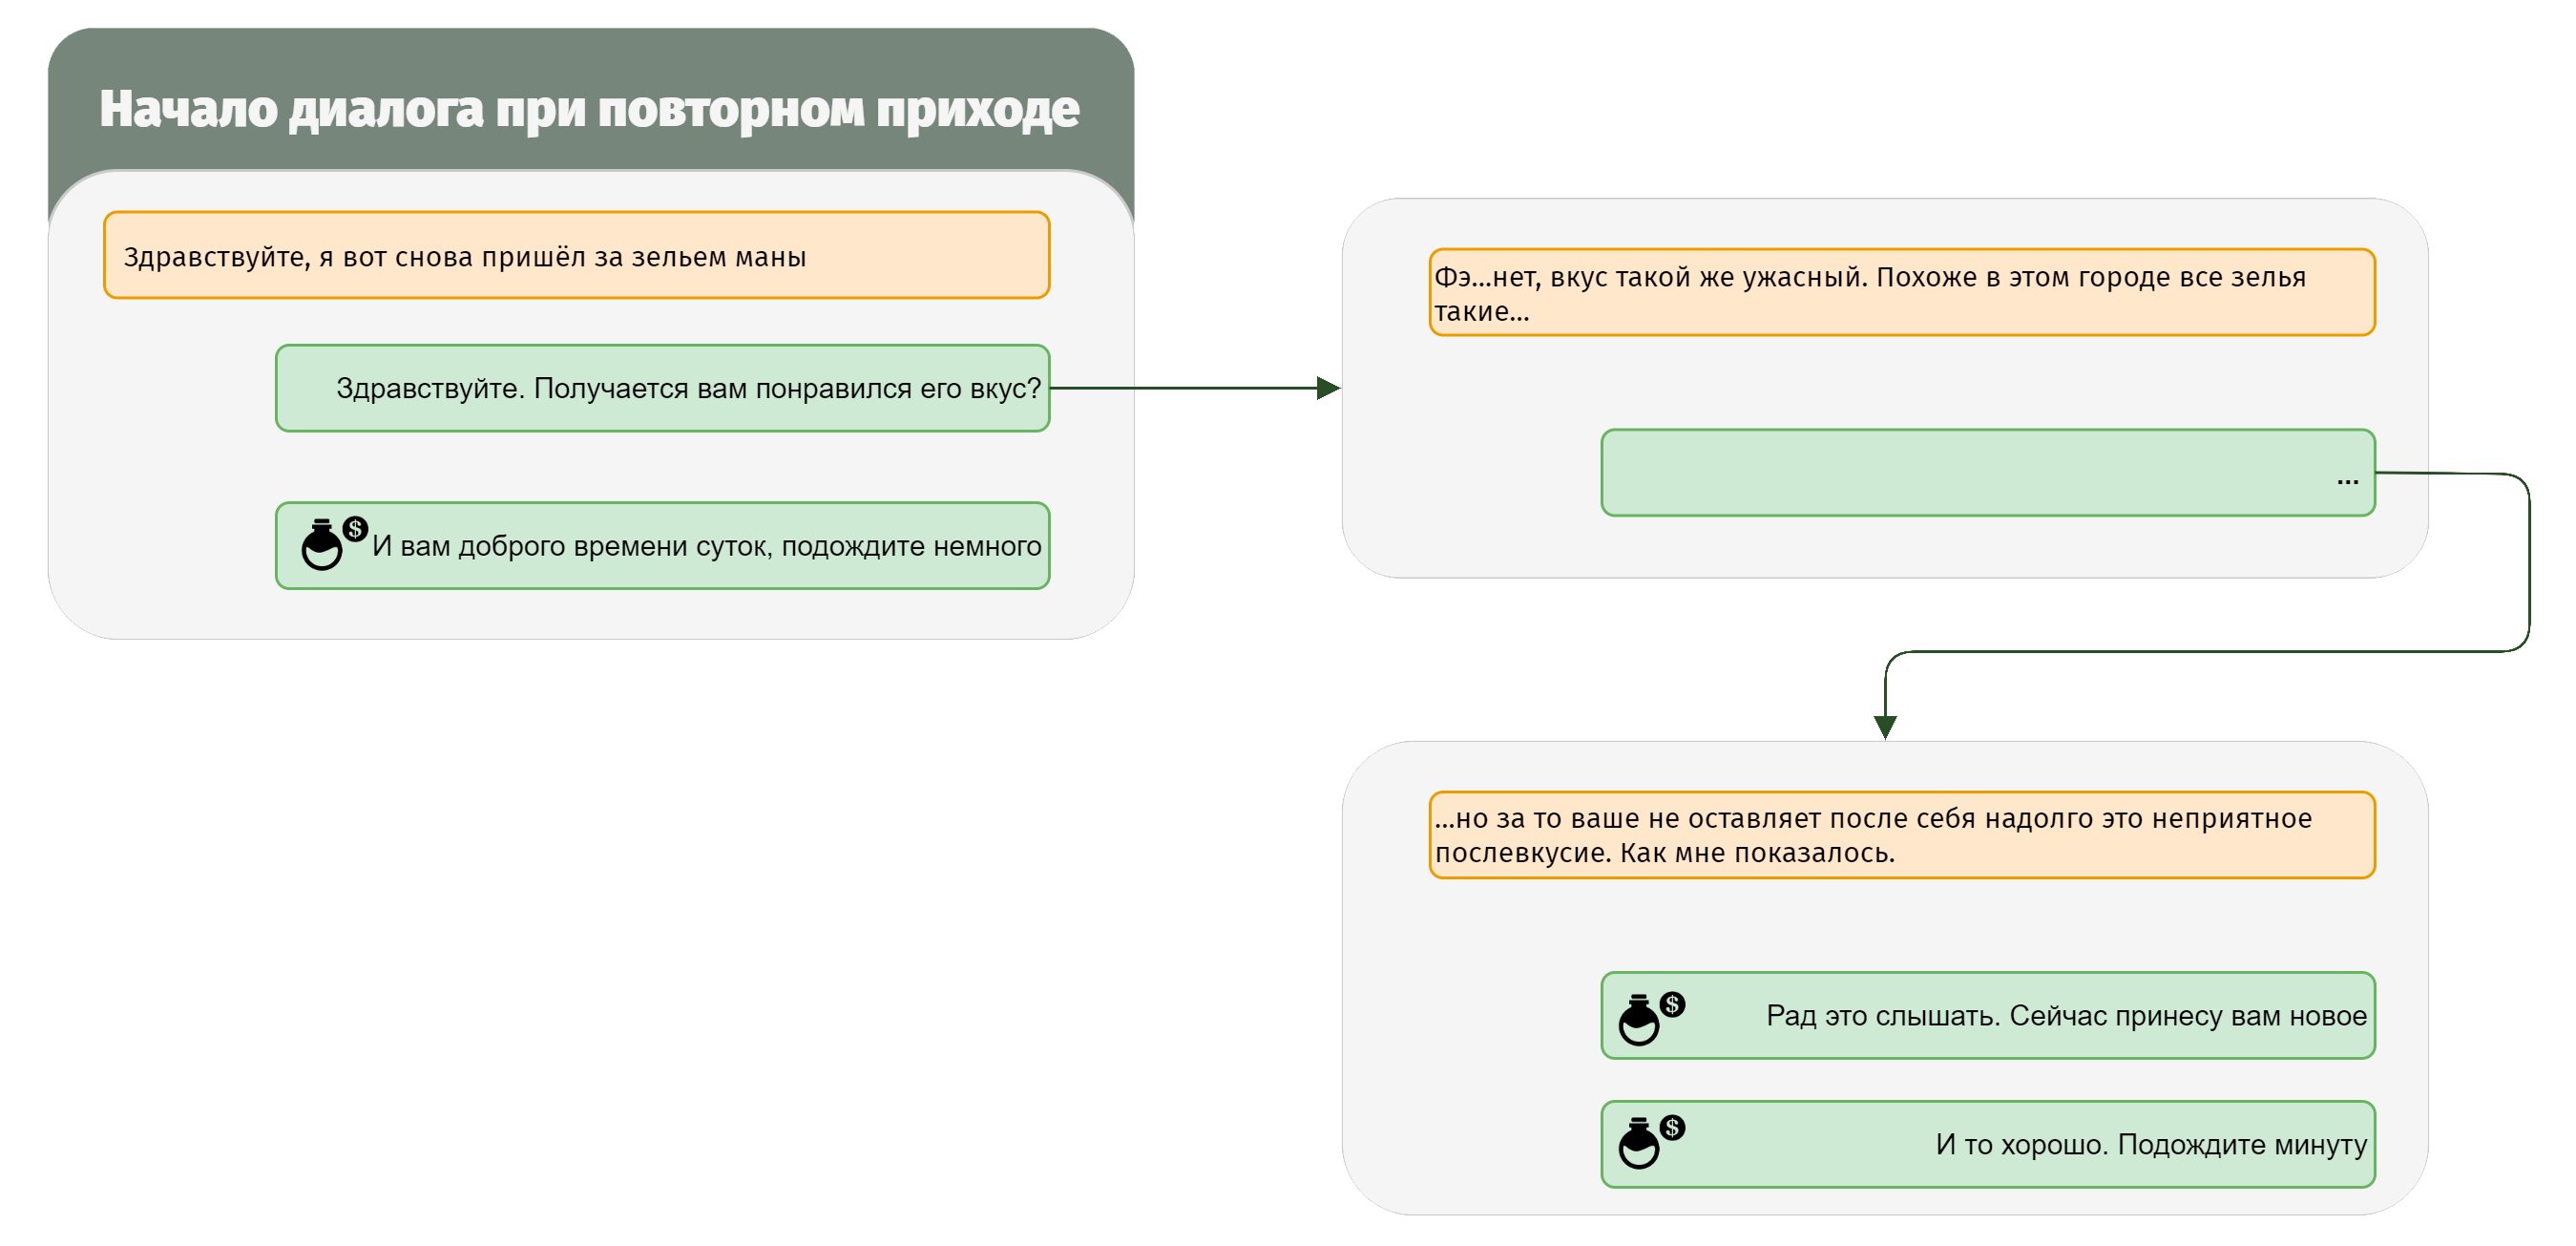 Начало диалога при повторном приходе
Здравствуйте, я вот снова пришёл за зельем маны
Здравствуйте. Получается вам понравился его вкус?
$
И вам доброго времени суток, подождите немного
Фэ...нет, вкус такой же ужасный. Похоже в этом городе все зелья
такие...
...
...но за то ваше не оставляет после себя надолго это неприятное
послевкусие. Как мне показалось.
$
Рад это слышать. Сейчас принесу вам новое
$
И то хорошо. Подождите минуту